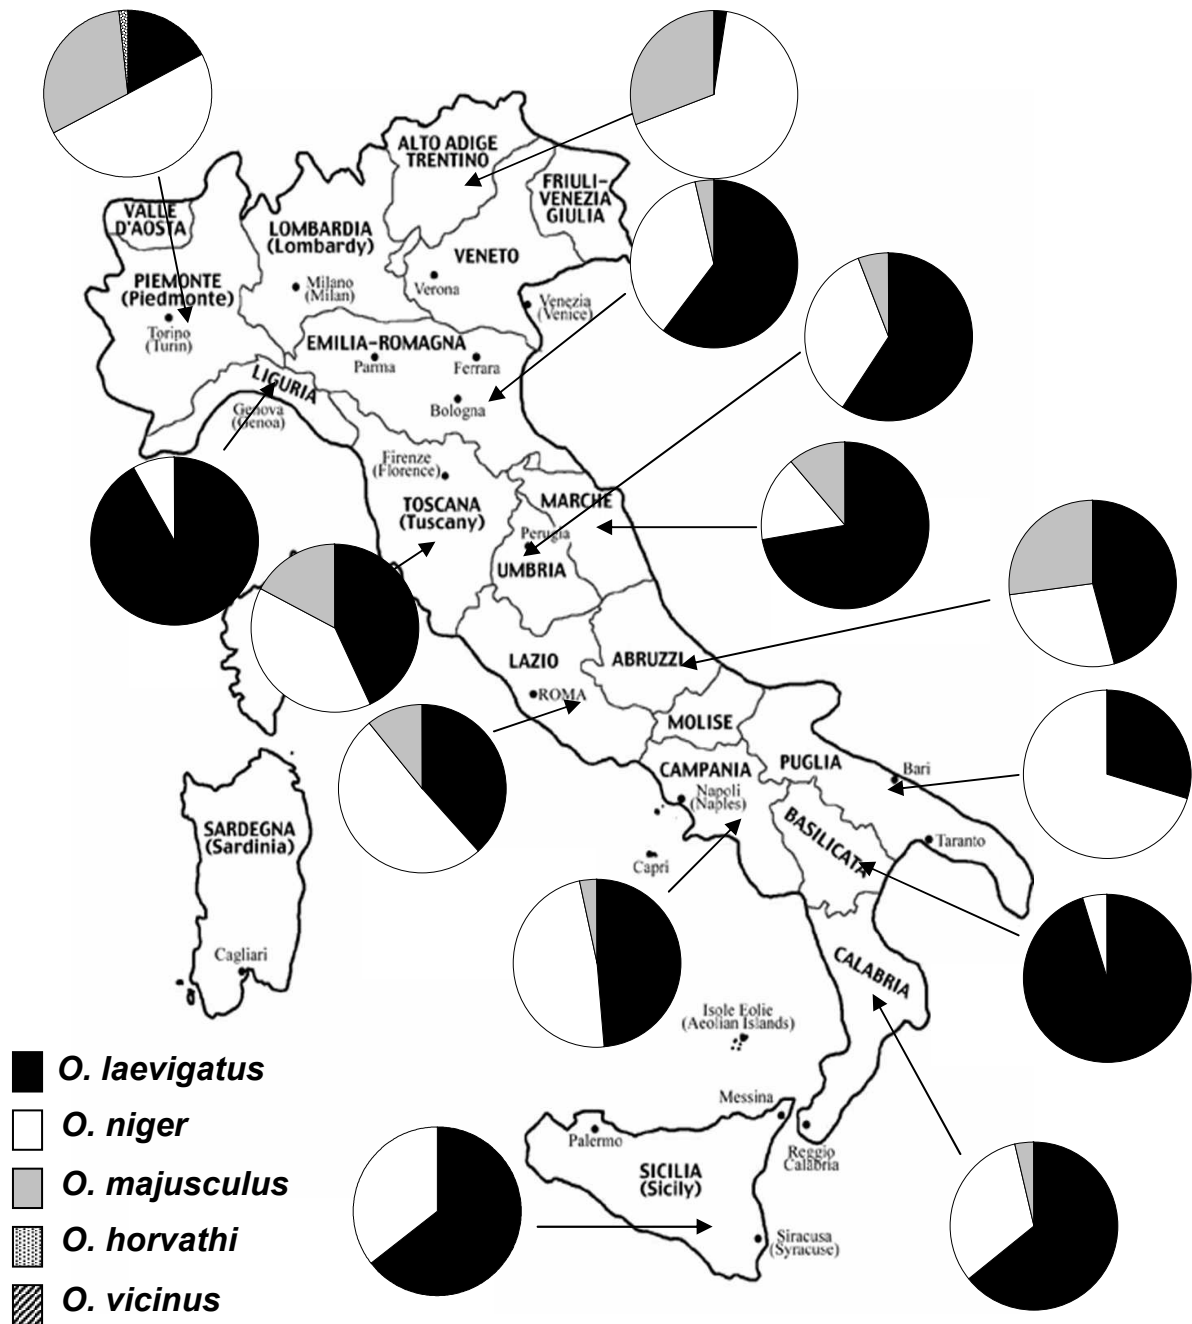 ALTO ADIGE
TRENTINO
FRIULI-
VENEZIA
GIULIA
VALLE
D'AOSTA
LOMBARDIA
(Lombardy)
VENETO
PIEMONTE
(Piedmonte)
Milano
(Milan)
Verona
Venezia
(Venice)
Torino
(Turin)
EMILIA-ROMAGNA
Parma
Ferrara
LIGURIA
Bologna
Genova
(Genoa)
Firenze
(Florence)
TOSCANA
(Tuscany)
MARCHE
Perugia
UMBRIA
LAZIO
ABRUZZI
ROMA
MOLISE
CAMPANIA
PUGLIA
Bari
Napoli
(Naples)
BASILICATA
Taranto
SARDEGNA
(Sardinia)
Capri
Cagliari
CALABRIA
Isole Eolie
(Aeolian Islands)
Messina
Palermo
Reggio
Calabria
SICILIA
(Sicily)
Siracusa
(Syracuse)
O. laevigatus
O. niger
O. majusculus
O. horvathi
O. vicinus